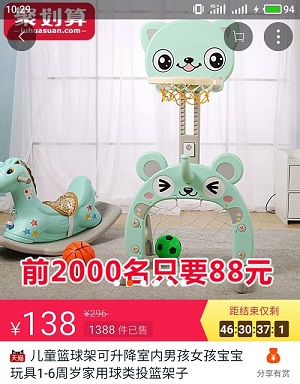 10:29
94
聚划算
juhuasuan.com
前2000名只要88元
¥138
¥296
1388 件已售
距结束仅剩
46:30:37:1
天猫 儿童篮球架可升降室内男孩女孩宝宝
玩具1-6周岁家用球类投篮架子
分享有赏